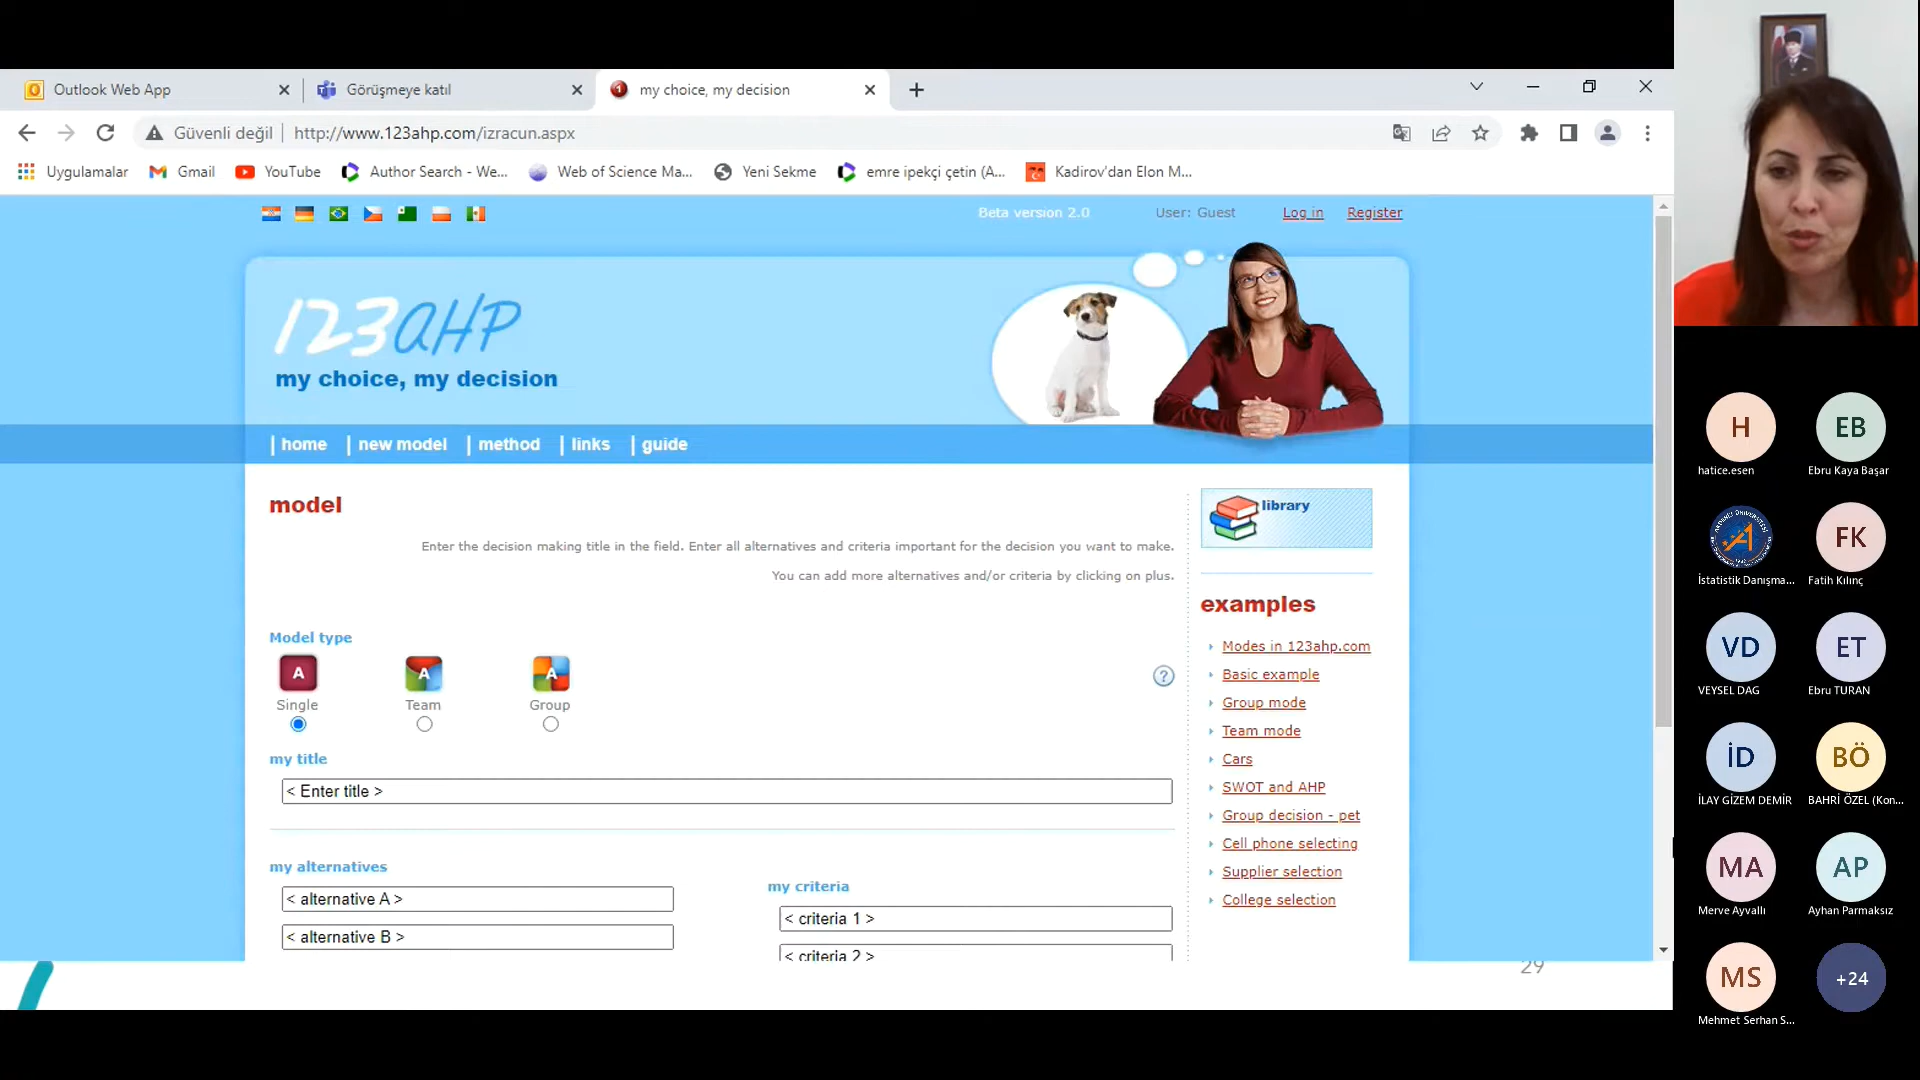 Outlook Web App
Görüşmeye katıl
my choice, my decision
Güvenli değil
http://www.123ahp.com/izracun.aspx
Uygulamalar
Gmail
YouTube
Author Search - We...
Web of Science Ma...
Yeni Sekme
emre ipekçi çetin (A...
Kadirov'dan Elon M...
Beta version 2.0
User: Guest
Log in
Register
123AHP
my choice, my decision
home
new model
method
links
guide
model
Enter the decision making title in the field. Enter all alternatives and criteria important for the decision you want to make.
You can add more alternatives and/or criteria by clicking on plus.
Model type
A
A
A
Single
Team
Group
?
my title
< Enter title >
my alternatives
< alternative A >
< alternative B >
my criteria
< criteria 1 >
< criteria 2 >
library
examples
Modes in 123ahp.com
Basic example
Group mode
Team mode
Cars
SWOT and AHP
Group decision - pet
Cell phone selecting
Supplier selection
College selection
29
H
hatice.esen
EB
Ebru Kaya Başar
İstatistik Danışma...
FK
Fatih Kılınç
VD
VEYSEL DAG
ET
Ebru TURAN
İD
İLAY GİZEM DEMİR
BÖ
BAHRİ ÖZEL (Kon...
MA
Merve Ayvallı
AP
Ayhan Parmaksız
MS
Mehmet Serhan S...
+24